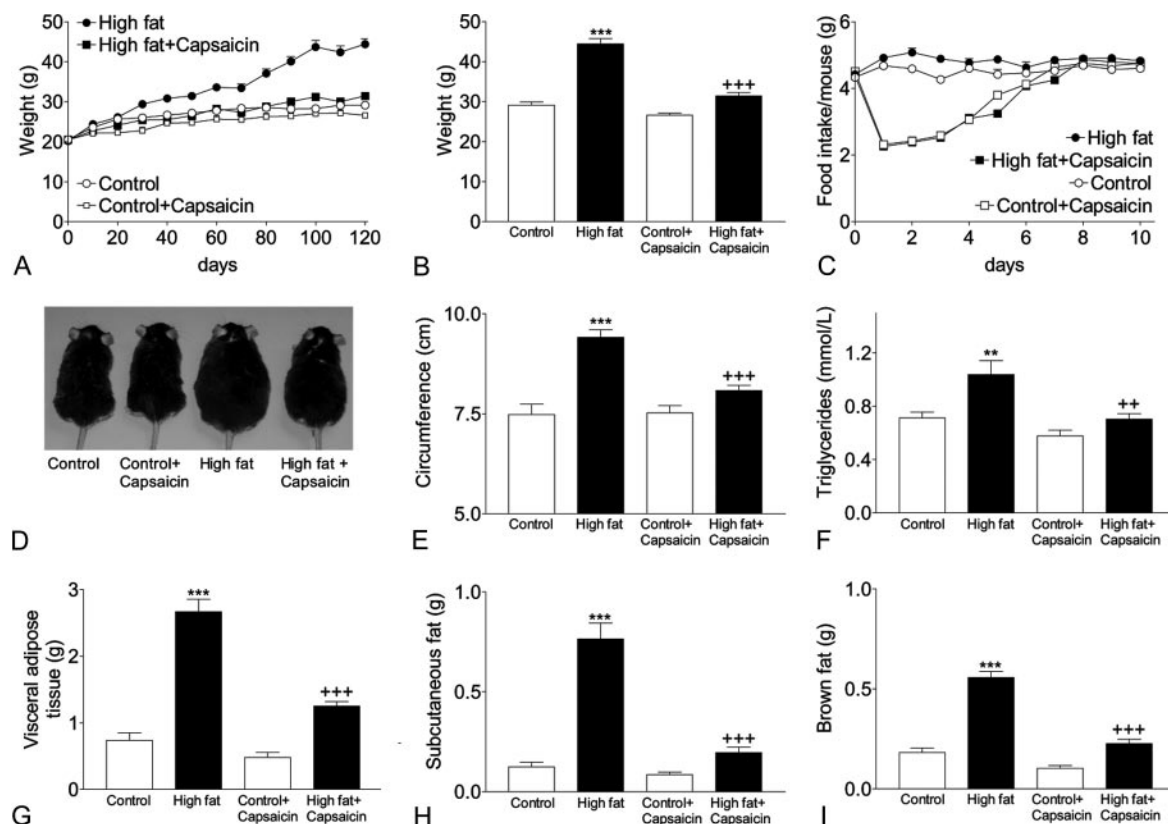 High fat
High fat+Capsaicin
Control
Control+Capsaicin
Weight (g)
50
40
30
20
10
0
0 20 40 60 80 100 120
days
A
Weight (g)
50
40
30
20
10
0
***
+++
Control High fat Control+ High fat+
Capsaicin Capsaicin
B
Food intake/mouse (g)
6
4
2
0
High fat
High fat+Capsaicin
Control
Control+Capsaicin
0 2 4 6 8 10
days
C
Control Control+ High fat High fat +
Capsaicin Capsaicin
D
Circumference (cm)
10.0
7.5
5.0
***
+++
Control High fat Control+ High fat+
Capsaicin Capsaicin
E
Triglycerides (mmol/L)
1.2
0.8
0.4
0.0
**
++
Control High fat Control+ High fat+
Capsaicin Capsaicin
F
Visceral adipose
tissue (g)
3
2
1
0
***
+++
Control High fat Control+ High fat+
Capsaicin Capsaicin
G
Subcutaneous fat (g)
1.0
0.5
0.0
***
+++
Control High fat Control+ High fat+
Capsaicin Capsaicin
H
Brown fat (g)
1.0
0.5
0.0
***
+++
Control High fat Control+ High fat+
Capsaicin Capsaicin
I